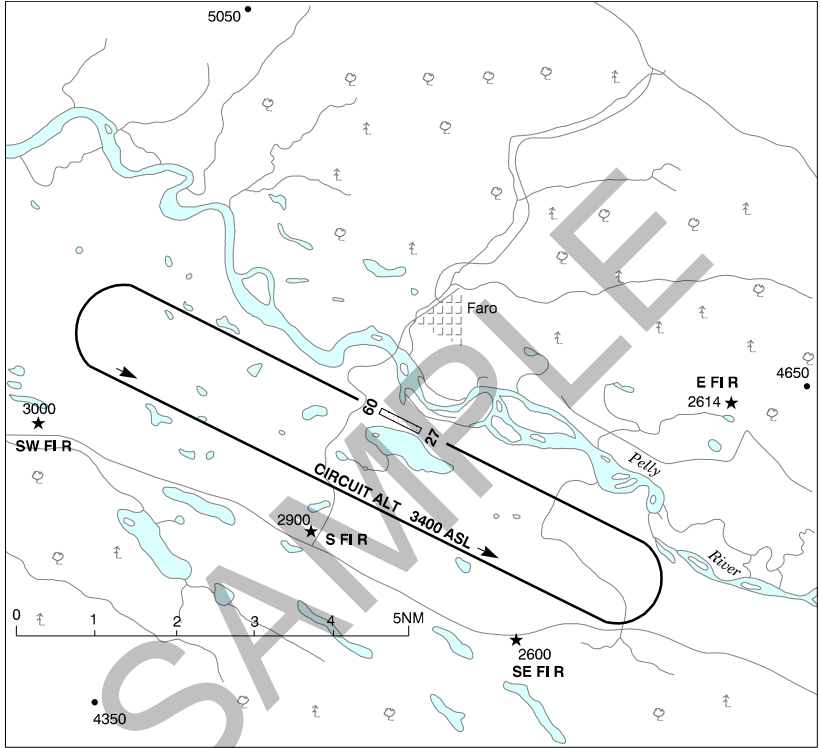 5050
Faro
E FI R
2614
4650
3000
SW FI R
09
27
Pelly
CIRCUIT ALT 3400 ASL
2900
S FI R
River
0 1 2 3 4 5NM
2600
SE FI R
4350
SAMPLE